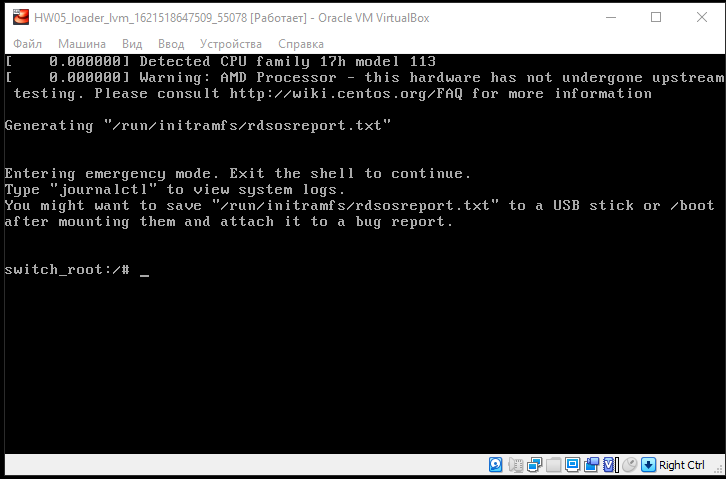 HW05_loader_lvm_1621518647509_55078 [Работает] - Oracle VM VirtualBox
Файл Машина Вид Ввод Устройства Справка
[    0.000000] Detected CPU family 17h model 113
[    0.000000] Warning: AMD Processor - this hardware has not undergone upstream
 testing. Please consult http://wiki.centos.org/FAQ for more information
Generating "/run/initramfs/rdsosreport.txt"
Entering emergency mode. Exit the shell to continue.
Type "journalctl" to view system logs.
You might want to save "/run/initramfs/rdsosreport.txt" to a USB stick or /boot
after mounting them and attach it to a bug report.
switch_root:/# _
Right Ctrl